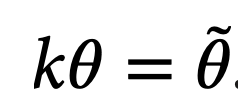 kθ = θ̃.